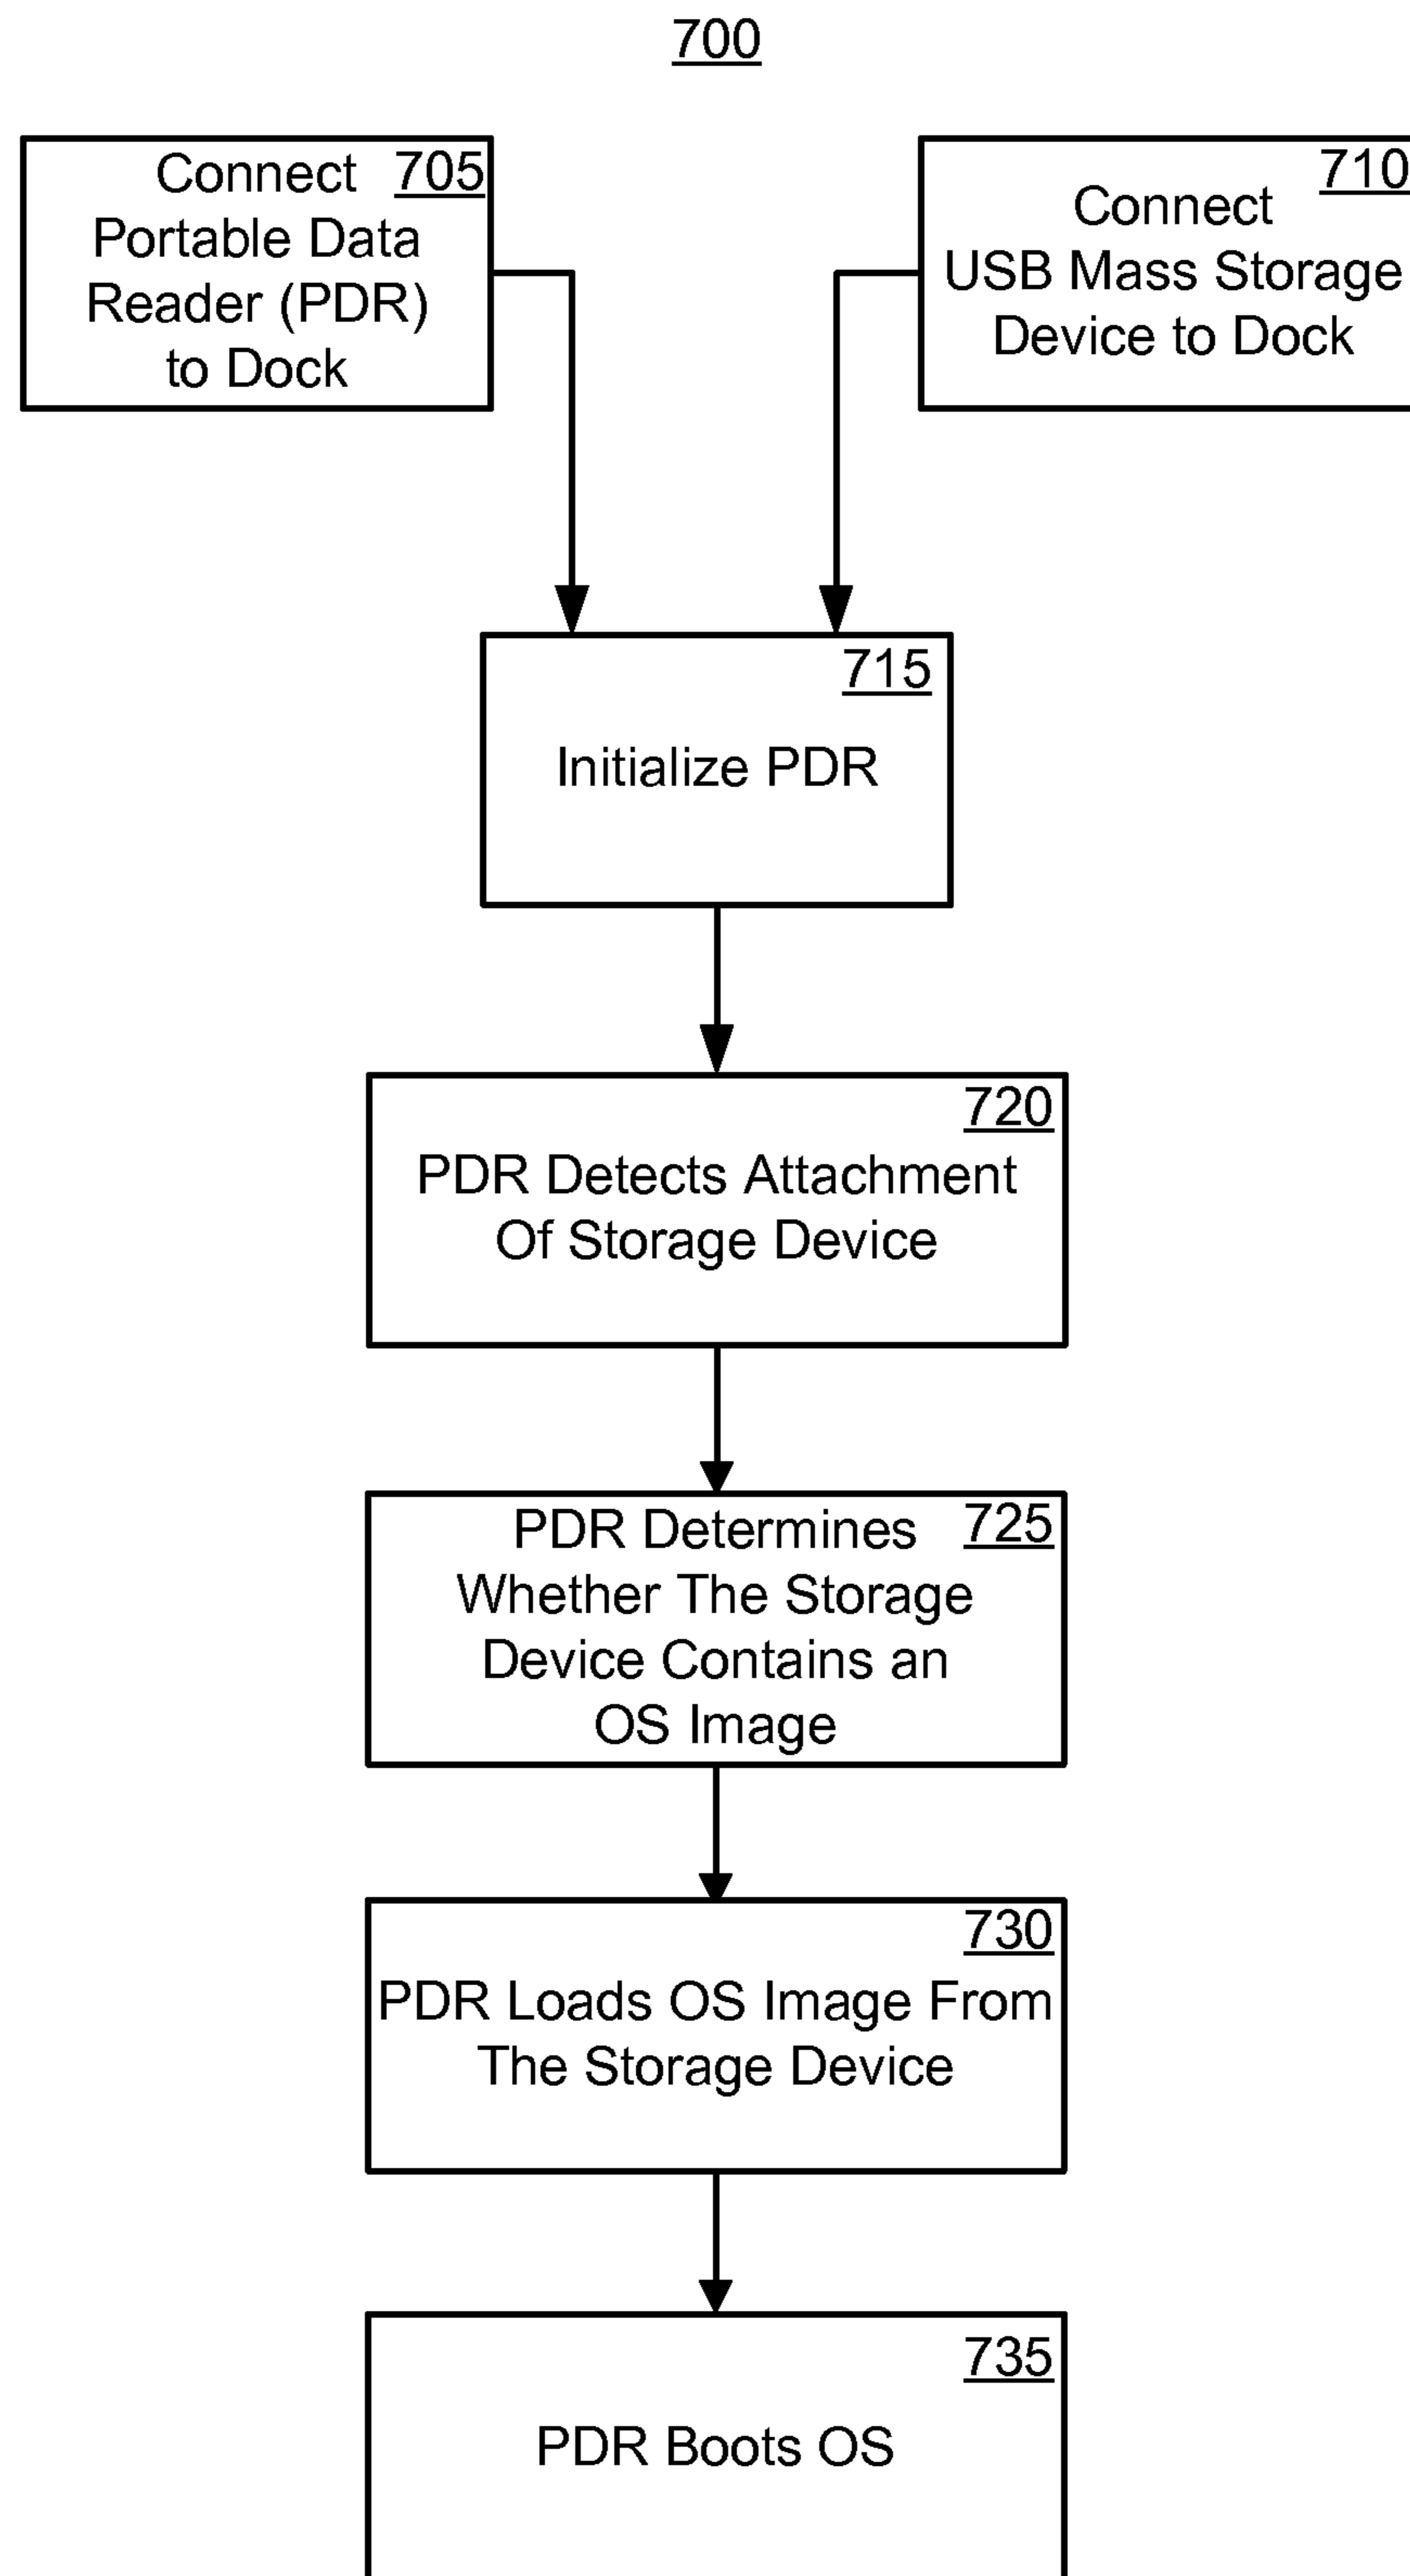 700
705
Connect
Portable Data
Reader (PDR)
to Dock
710
Connect
USB Mass Storage
Device to Dock
715
Initialize PDR
720
PDR Detects Attachment
Of Storage Device
725
PDR Determines
Whether The Storage
Device Contains an
OS Image
730
PDR Loads OS Image From
The Storage Device
735
PDR Boots OS